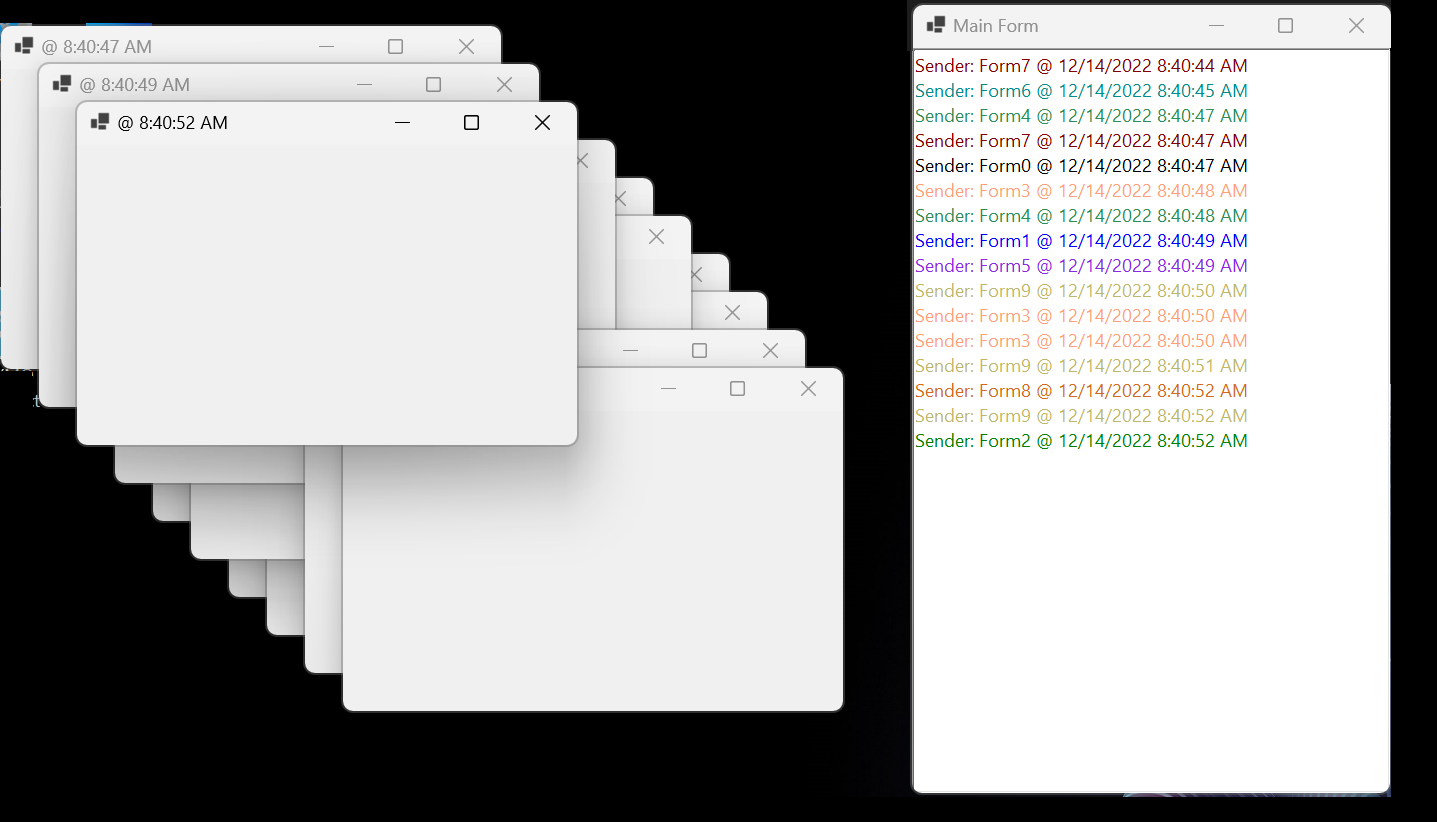 @ 8:40:47 AM
@ 8:40:49 AM
@ 8:40:52 AM
Main Form
Sender: Form7 @ 12/14/2022 8:40:44 AM
Sender: Form6 @ 12/14/2022 8:40:45 AM
Sender: Form4 @ 12/14/2022 8:40:47 AM
Sender: Form7 @ 12/14/2022 8:40:47 AM
Sender: Form0 @ 12/14/2022 8:40:47 AM
Sender: Form3 @ 12/14/2022 8:40:48 AM
Sender: Form4 @ 12/14/2022 8:40:48 AM
Sender: Form1 @ 12/14/2022 8:40:49 AM
Sender: Form5 @ 12/14/2022 8:40:49 AM
Sender: Form9 @ 12/14/2022 8:40:50 AM
Sender: Form3 @ 12/14/2022 8:40:50 AM
Sender: Form3 @ 12/14/2022 8:40:50 AM
Sender: Form9 @ 12/14/2022 8:40:51 AM
Sender: Form8 @ 12/14/2022 8:40:52 AM
Sender: Form9 @ 12/14/2022 8:40:52 AM
Sender: Form2 @ 12/14/2022 8:40:52 AM